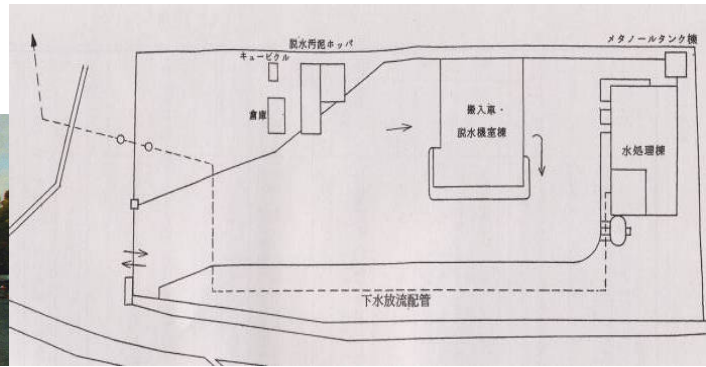 脱水汚泥ホッパ
メタノールタンク棟
キュービクル
倉庫
搬入車・
脱水機室棟
水処理棟
下水放流配管